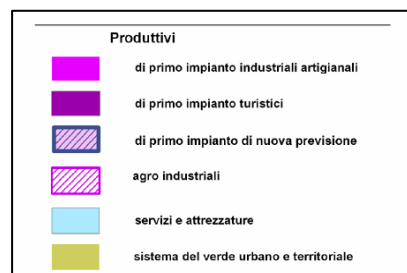 Produttivi
di primo impianto industriali artigianali
di primo impianto turistici
di primo impianto di nuova previsione
agro industriali
servizi e attrezzature
sistema del verde urbano e territoriale